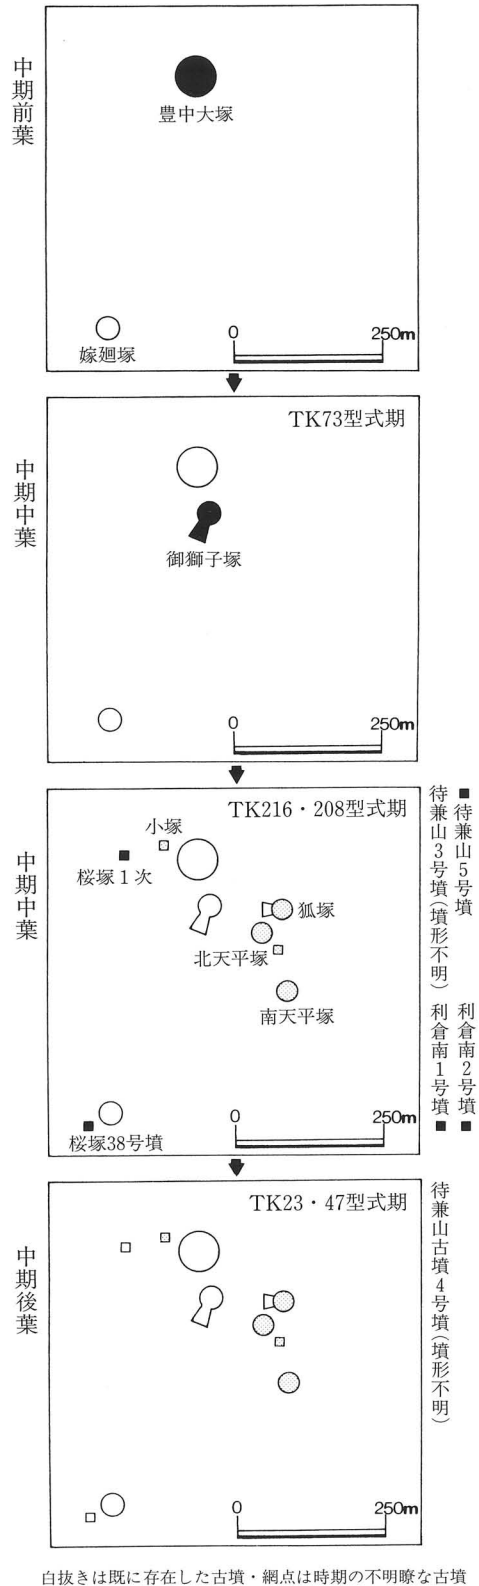 中期前葉
豊中大塚
嫁廻塚
0 250m
中期中葉
TK73型式期
御獅子塚
0 250m
中期中葉
TK216・208型式期
小塚
桜塚1次
狐塚
北天平塚
南天平塚
桜塚38号墳
0 250m
■待兼山5号墳
待兼山3号墳(墳形不明)
利倉南2号墳■
利倉南1号墳■
中期後葉
TK23・47型式期
0 250m
待兼山古墳4号墳(墳形不明)
白抜きは既に存在した古墳・網点は時期の不明瞭な古墳